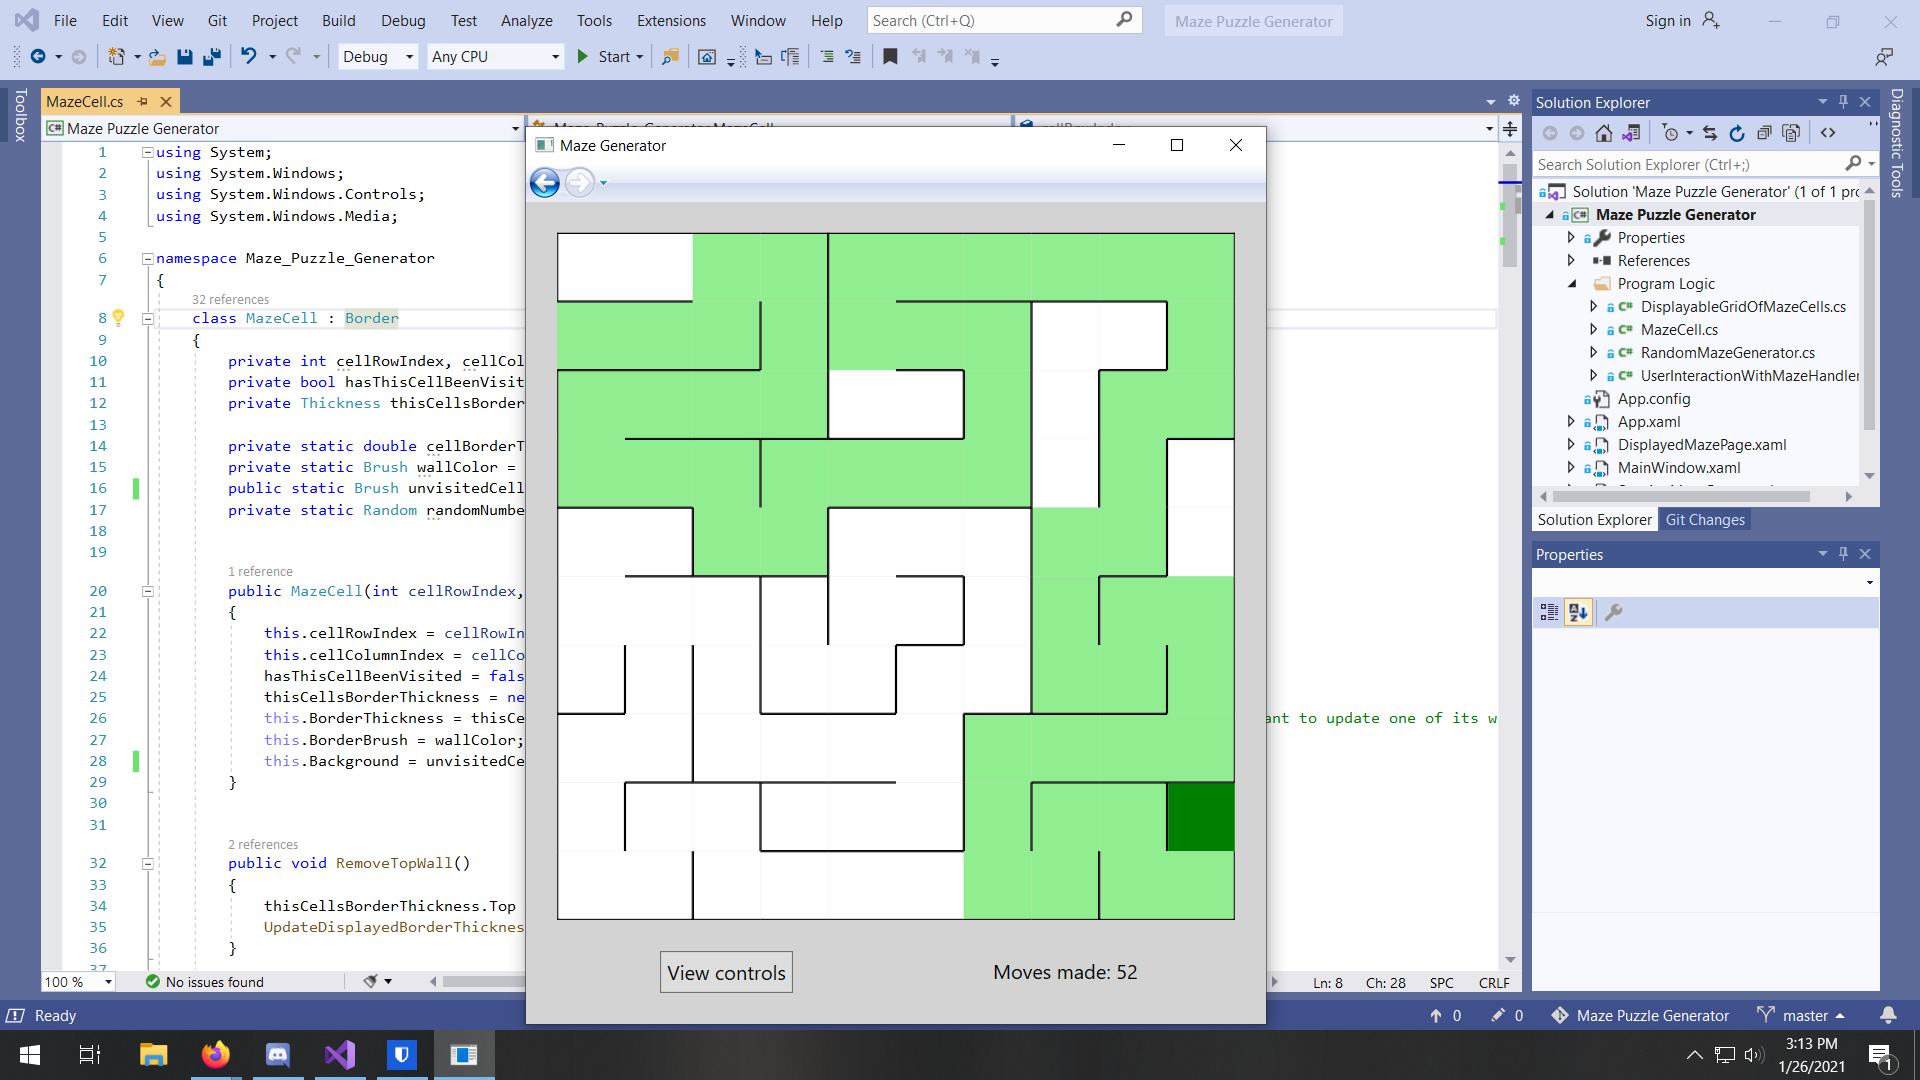 File Edit View Git Project Build Debug Test Analyze Tools Extensions Window Help Search (Ctrl+Q) Maze Puzzle Generator Sign in
Debug Any CPU Start
Toolbox
MazeCell.cs
Maze Puzzle Generator
1 using System;
2 using System.Windows;
3 using System.Windows.Controls;
4 using System.Windows.Media;
5
6 namespace Maze_Puzzle_Generator
7 {
32 references
8 class MazeCell : Border
9 {
10 private int cellRowIndex, cellCol
11 private bool hasThisCellBeenVisit
12 private Thickness thisCellsBorder
13
14 private static double cellBorderT
15 private static Brush wallColor =
16 public static Brush unvisitedCell
17 private static Random randomNumbe
18
19
1 reference
20 public MazeCell(int cellRowIndex,
21 {
22 this.cellRowIndex = cellRowIn
23 this.cellColumnIndex = cellCo
24 hasThisCellBeenVisited = fals
25 thisCellsBorderThickness = ne
26 this.BorderThickness = thisCe
ant to update one of its w
27 this.BorderBrush = wallColor;
28 this.Background = unvisitedCe
29 }
30
31
2 references
32 public void RemoveTopWall()
33 {
34 thisCellsBorderThickness.Top
35 UpdateDisplayedBorderThicknes
36 }
37
100 % No issues found Ln: 8 Ch: 28 SPC CRLF
Maze Generator
View controls
Moves made: 52
Solution Explorer
Search Solution Explorer (Ctrl+;)
Solution 'Maze Puzzle Generator' (1 of 1 pro
C# Maze Puzzle Generator
Properties
References
Program Logic
C# DisplayableGridOfMazeCells.cs
C# MazeCell.cs
C# RandomMazeGenerator.cs
C# UserInteractionWithMazeHandler
App.config
App.xaml
DisplayedMazePage.xaml
MainWindow.xaml
Solution Explorer Git Changes
Properties
Diagnostic Tools
Ready 0 0 Maze Puzzle Generator master
3:13 PM
1/26/2021
1